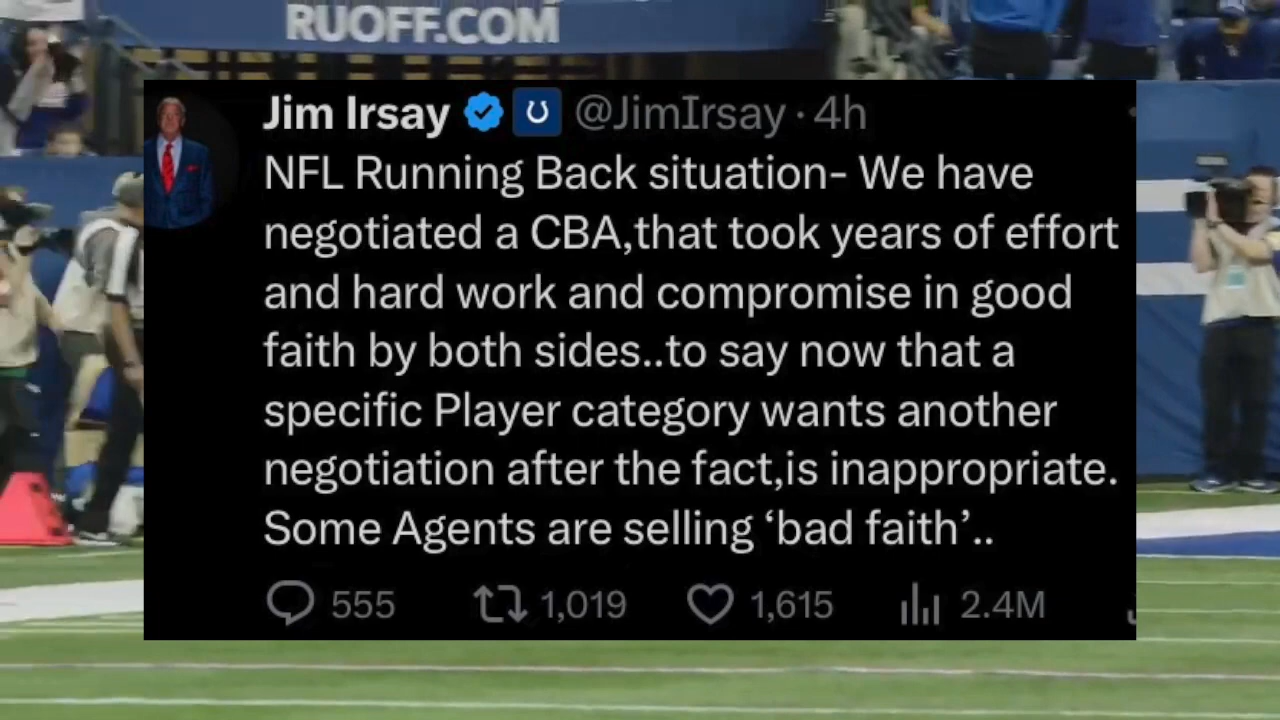 RUOFF.COM
Jim Irsay @JimIrsay · 4h
NFL Running Back situation- We have
negotiated a CBA,that took years of effort
and hard work and compromise in good
faith by both sides..to say now that a
specific Player category wants another
negotiation after the fact,is inappropriate.
Some Agents are selling ‘bad faith’..
555 1,019 1,615 2.4M